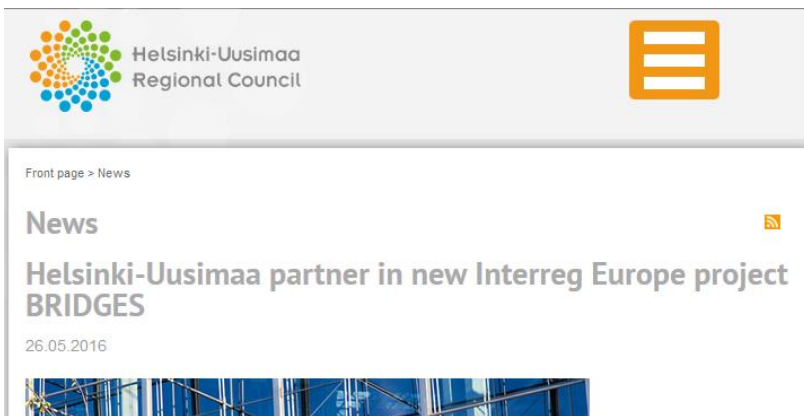 Helsinki-Uusimaa
Regional Council
Front page > News
News
Helsinki-Uusimaa partner in new Interreg Europe project
BRIDGES
26.05.2016